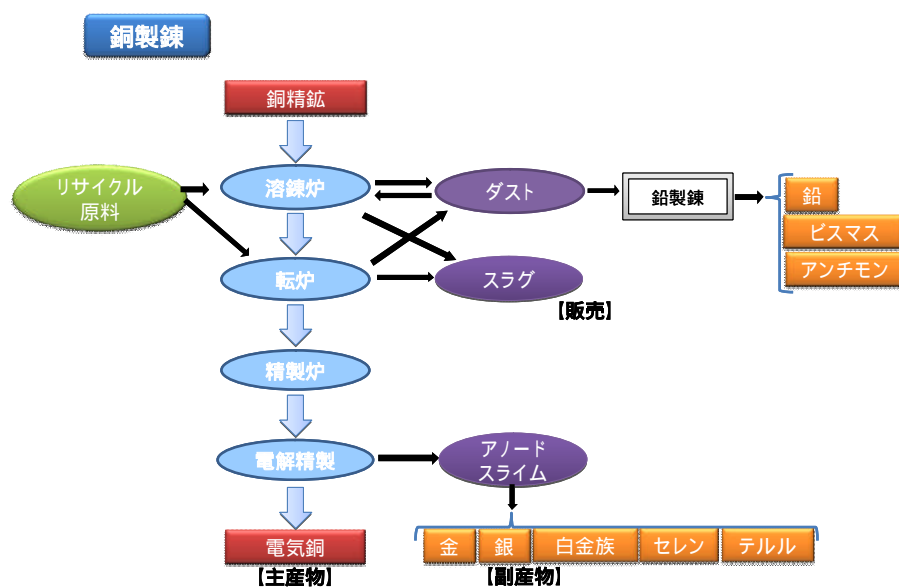 銅製錬
銅精鉱
リサイクル
原料
溶錬炉
ダスト
鉛製錬
鉛
ビスマス
アンチモン
転炉
スラグ
【販売】
精製炉
電解精製
アノード
スライム
電気銅
【主産物】
金
銀
白金族
セレン
テルル
【副産物】